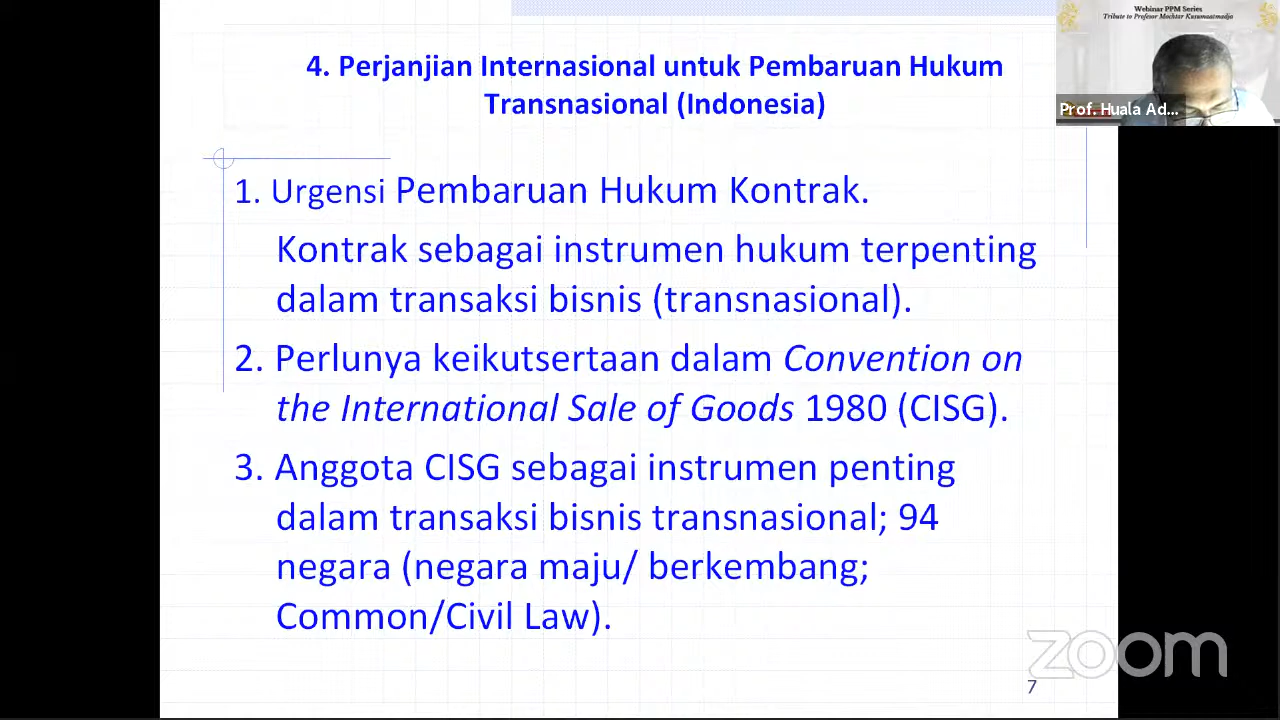 Webinar PPM Series
Tribute to Profesor Mochtar Kusumaatmadja
Prof. Huala Ad...
4. Perjanjian Internasional untuk Pembaruan Hukum
Transnasional (Indonesia)
1. Urgensi Pembaruan Hukum Kontrak.
Kontrak sebagai instrumen hukum terpenting
dalam transaksi bisnis (transnasional).
2. Perlunya keikutsertaan dalam Convention on
the International Sale of Goods 1980 (CISG).
3. Anggota CISG sebagai instrumen penting
dalam transaksi bisnis transnasional; 94
negara (negara maju/ berkembang;
Common/Civil Law).
zoom
7